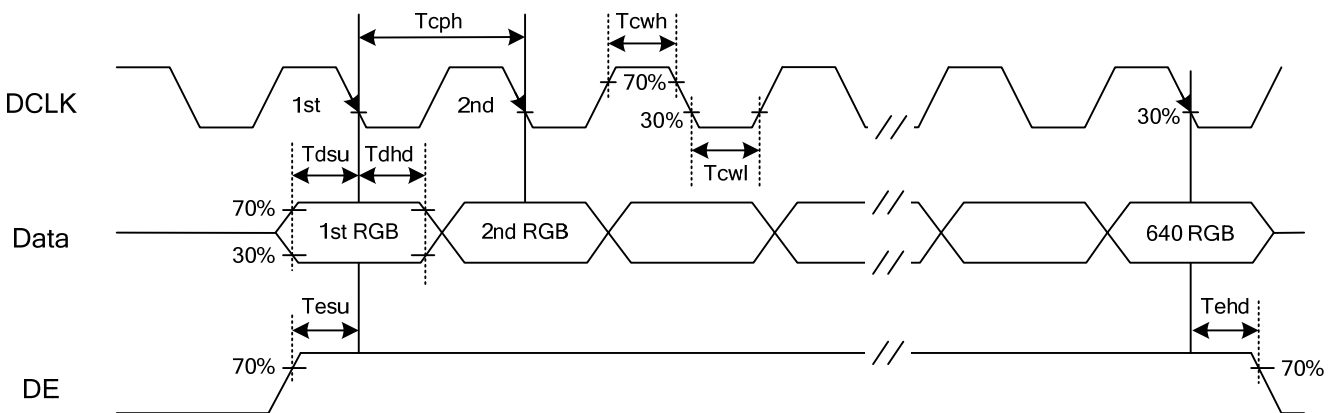 Tcph
Tcwh
DCLK
1st
2nd
70%
30%
30%
Tcwl
Tdsu
Tdhd
70%
Data
1st RGB
2nd RGB
640 RGB
30%
Tesu
Tehd
70%
70%
DE